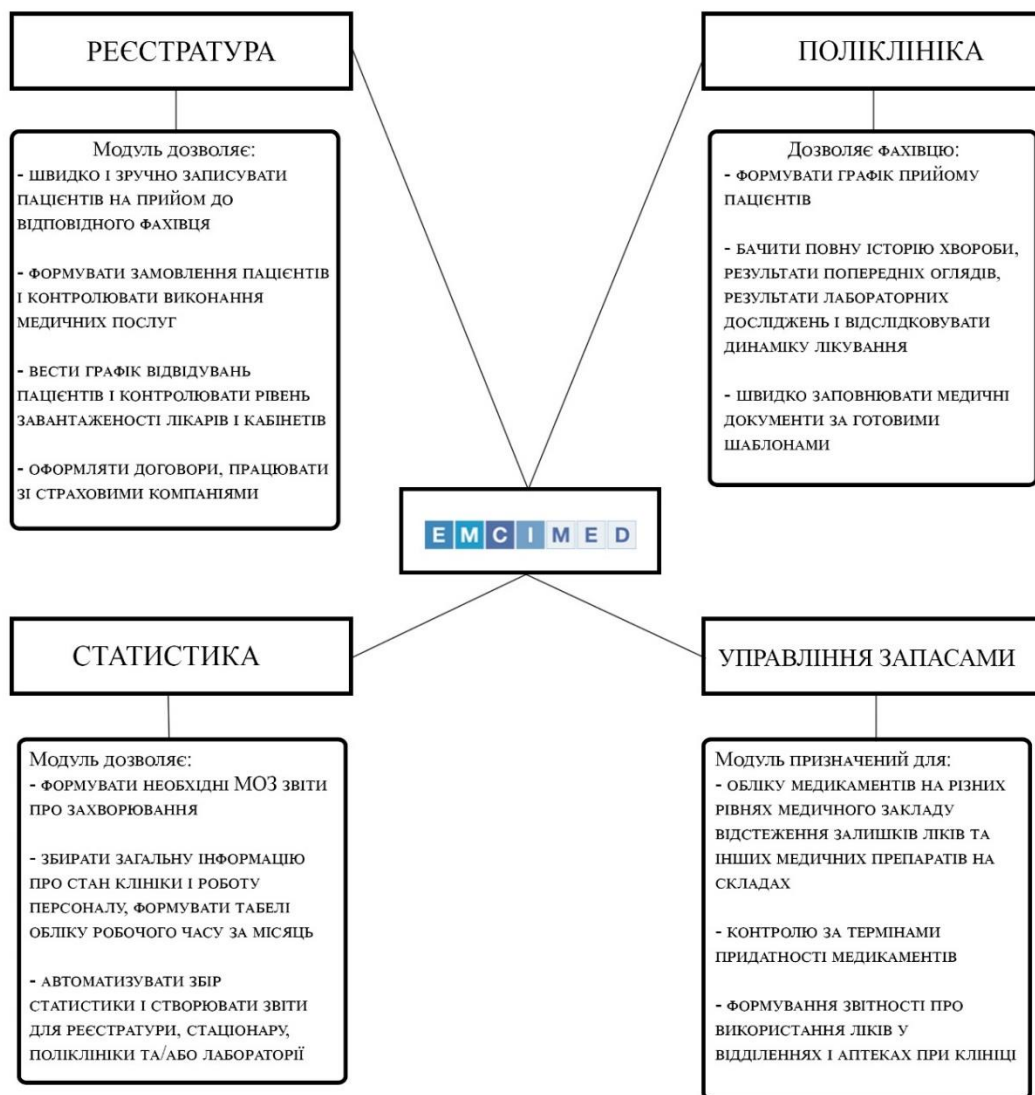 РЕЄСТРАТУРА
Модуль дозволяє:
- швидко і зручно записувати
пацієнтів на прийом до
відповідного фахівця
- формувати замовлення пацієнтів
і контролювати виконання
медичних послуг
- вести графік відвідувань
пацієнтів і контролювати рівень
завантаженості лікарів і кабінетів
- оформляти договори, працювати
зі страховими компаніями
ПОЛІКЛІНІКА
Дозволяє фахівцю:
- формувати графік прийому
пацієнтів
- бачити повну історію хвороби,
результати попередніх оглядів,
результати лабораторних
досліджень і відслідковувати
динаміку лікування
- швидко заповнювати медичні
документи за готовими
шаблонами
EMCIMED
СТАТИСТИКА
Модуль дозволяє:
- формувати необхідні МОЗ звіти
про захворювання
- збирати загальну інформацію
про стан клініки і роботу
персоналу, формувати табелі
обліку робочого часу за місяць
- автоматизувати збір
статистики і створювати звіти
для реєстратури, стаціонару,
поліклініки та/або лабораторії
УПРАВЛІННЯ ЗАПАСАМИ
Модуль призначений для:
- обліку медикаментів на різних
рівнях медичного закладу
відстеження залишків ліків та
інших медичних препаратів на
складах
- контролю за термінами
придатності медикаментів
- формування звітності про
використання ліків у
відділеннях і аптеках при клініці